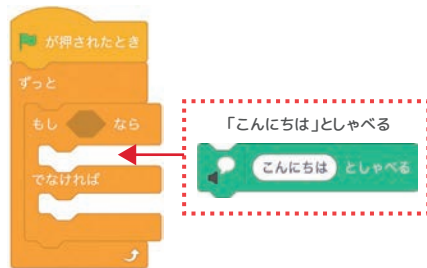 が押されたとき
ずっと
もし なら
でなければ
「こんにちは」としゃべる
こんにちは としゃべる